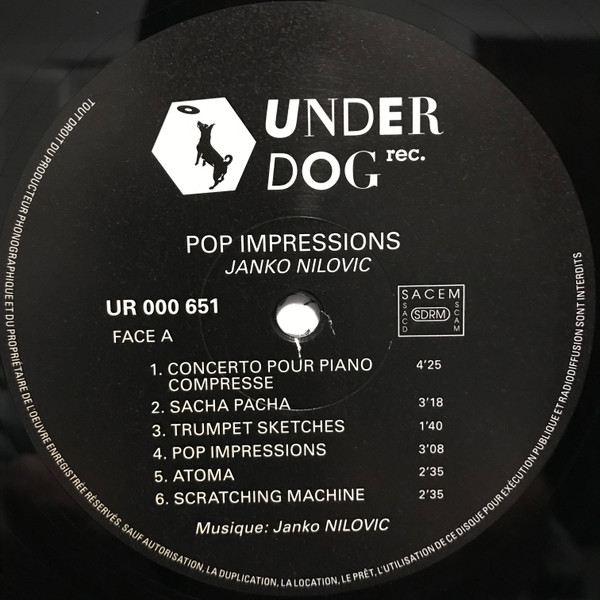 UNDER
DOG rec.
POP IMPRESSIONS
JANKO NILOVIC
UR 000 651
FACE A
SACEM
SACD SDRM SCAM
1. CONCERTO POUR PIANO COMPRESSE 4'25
2. SACHA PACHA 3'18
3. TRUMPET SKETCHES 1'40
4. POP IMPRESSIONS 3'08
5. ATOMA 2'35
6. SCRATCHING MACHINE 2'35
Musique: Janko NILOVIC
TOUT DROIT DU PRODUCTEUR PHONOGRAPHIQUE ET DU PROPRIÉTAIRE DE L'OEUVRE ENREGISTRÉE RÉSERVÉS. SAUF AUTORISATION, LA DUPLICATION, LA LOCATION, LE PRÊT, L'UTILISATION DE CE DISQUE POUR EXÉCUTION PUBLIQUE ET RADIODIFFUSION SONT INTERDITS